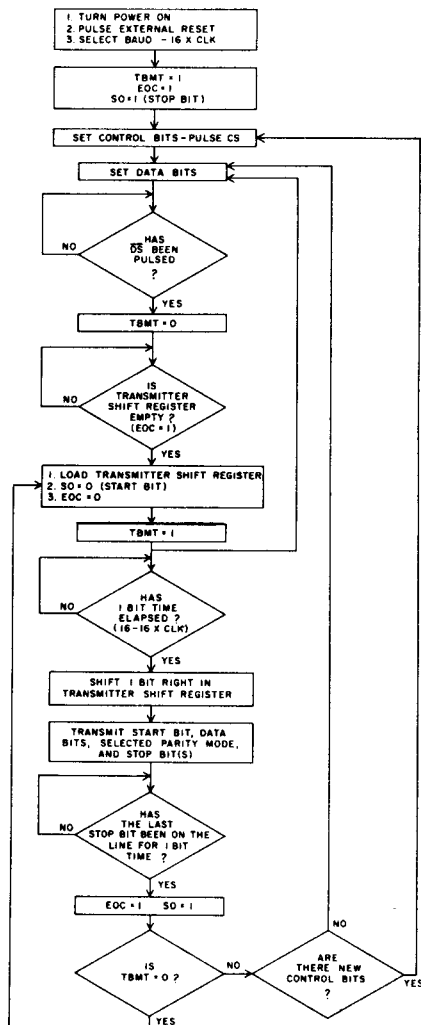 1. TURN POWER ON
2. PULSE EXTERNAL RESET
3. SELECT BAUD - 16 X CLK
TBMT = 1
EOC = 1
SO = 1 (STOP BIT)
SET CONTROL BITS - PULSE CS
SET DATA BITS
HAS
D̅S̅ BEEN
PULSED
?
NO
YES
TBMT = 0
IS
TRANSMITTER
SHIFT REGISTER
EMPTY ?
(EOC = 1)
NO
YES
1. LOAD TRANSMITTER SHIFT REGISTER
2. SO = 0 (START BIT)
3. EOC = 0
TBMT = 1
HAS
1 BIT TIME
ELAPSED ?
(16-16 X CLK)
NO
YES
SHIFT 1 BIT RIGHT IN
TRANSMITTER SHIFT REGISTER
TRANSMIT START BIT, DATA
BITS, SELECTED PARITY MODE,
AND STOP BIT(S)
HAS
THE LAST
STOP BIT BEEN ON THE
LINE FOR 1 BIT
TIME ?
NO
YES
EOC = 1 SO = 1
IS
TBMT = 0 ?
NO
YES
ARE
THERE NEW
CONTROL BITS
?
NO
YES